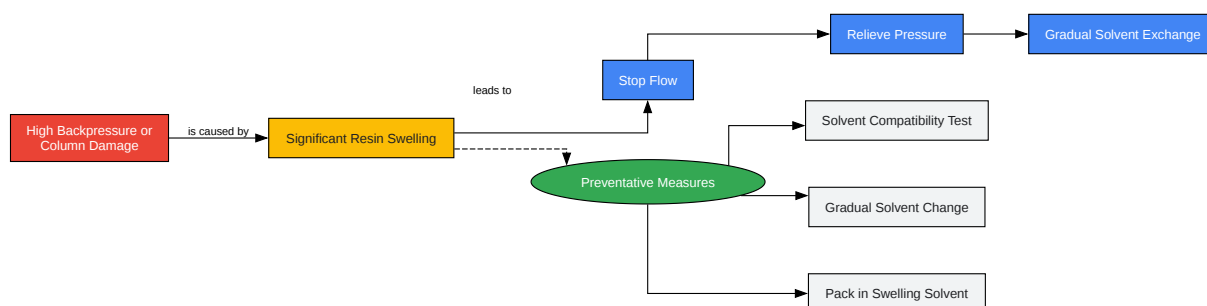 Relieve Pressure
Gradual Solvent Exchange
Stop Flow
leads to
Solvent Compatibility Test
High Backpressure or
Column Damage
is caused by
Significant Resin Swelling
Preventative Measures
Gradual Solvent Change
Pack in Swelling Solvent